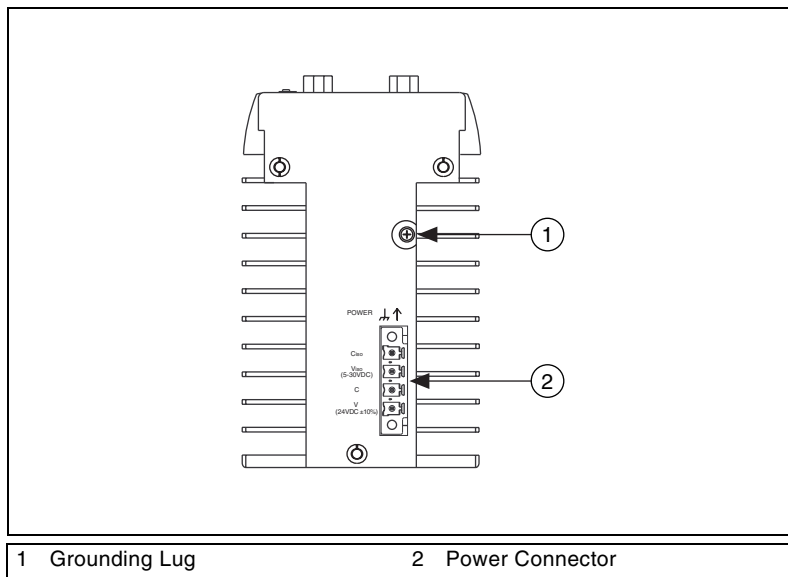 1
POWER
Ciso
Viso
(5-30VDC)
C
2
V
(24VDC ±10%)
1 Grounding Lug 2 Power Connector